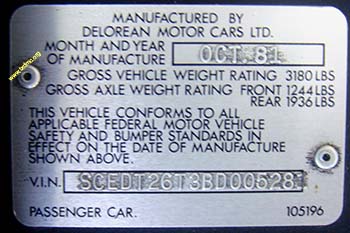 MANUFACTURED BY
DELOREAN MOTOR CARS LTD.
MONTH AND YEAR
OF MANUFACTURE OCT. 81
GROSS VEHICLE WEIGHT RATING 3180 LBS
GROSS AXLE WEIGHT RATING FRONT 1244 LBS
REAR 1936 LBS
THIS VEHICLE CONFORMS TO ALL
APPLICABLE FEDERAL MOTOR VEHICLE
SAFETY AND BUMPER STANDARDS IN
EFFECT ON THE DATE OF MANUFACTURE
SHOWN ABOVE.
V.I.N. SCEDT26T3BD005281
PASSENGER CAR. 105196